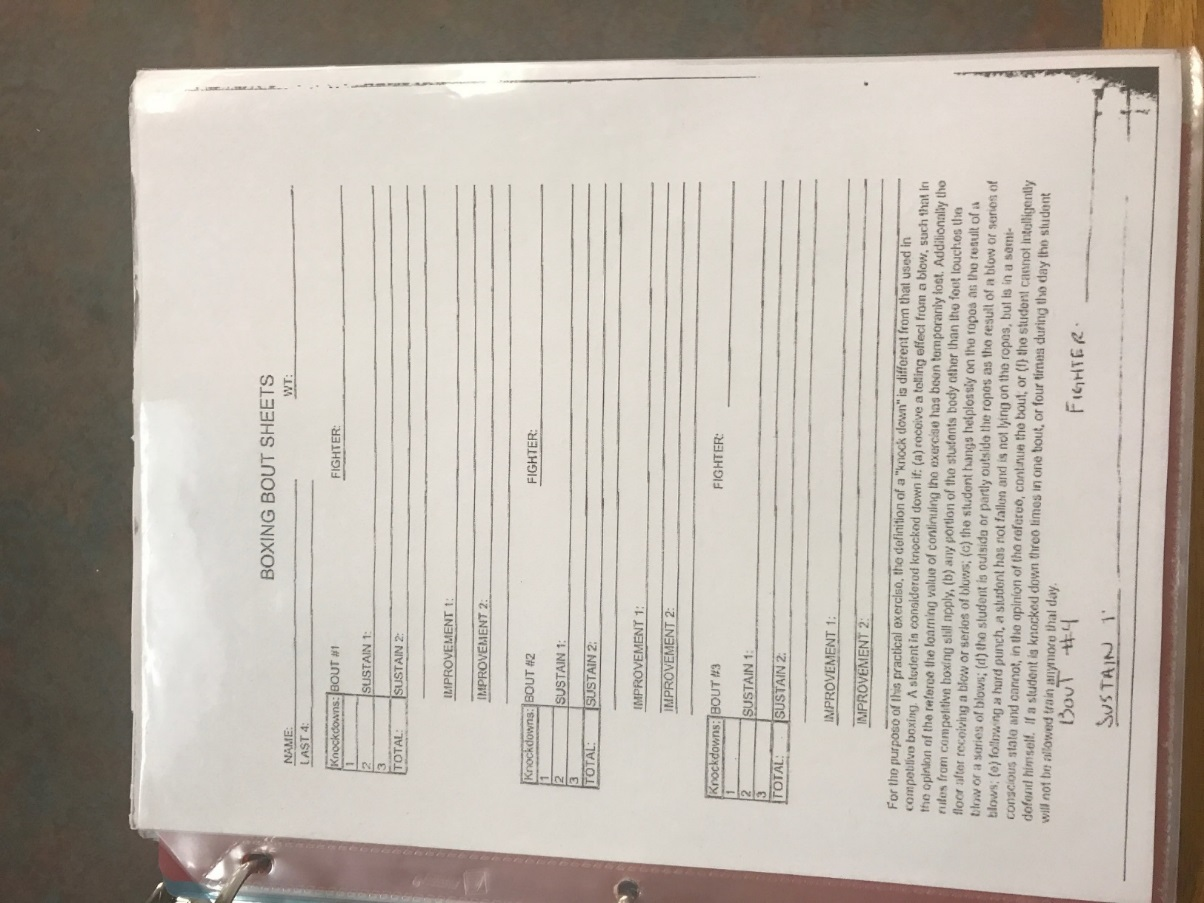 BOXING BOUT SHEETS
NAME: WT:
LAST 4:
Knockdowns: BOUT #1 FIGHTER:
1
2 SUSTAIN 1:
3
TOTAL: SUSTAIN 2:
IMPROVEMENT 1:
IMPROVEMENT 2:
Knockdowns: BOUT #2 FIGHTER:
1
2 SUSTAIN 1:
3
TOTAL: SUSTAIN 2:
IMPROVEMENT 1:
IMPROVEMENT 2:
Knockdowns: BOUT #3 FIGHTER:
1
2 SUSTAIN 1:
3
TOTAL: SUSTAIN 2:
IMPROVEMENT 1:
IMPROVEMENT 2:
For the purpose of this practical exercise, the definition of a "knock down" is different from that used in
competitive boxing. A student in considered knocked down if: (a) receive a telling effect from a blow, such that in
the opinion of the referee the learning value of continuing the exercise has been temporarily lost. Additionally the
rules from competitive boxing still apply, (b) any portion of the students body other than the feet touches the
floor after receiving a blow or series of blows; (c) the student hangs helplessly on the ropes as the result of a
blow or a series of blows; (d) the student is outside or partly outside the ropes as the result of a blow or series of
blows; (e) following a hard punch, a student has not fallen and is not lying on the ropes, but is in a semi-
conscious state and cannot, in the opinion of the referee, continue the bout, or (f) the student cannot intelligently
defend himself. If a student is knocked down three times in one bout, or four times during the day the student
will not be allowed train anymore that day.
BOUT #4 FIGHTER:
SUSTAIN 1: